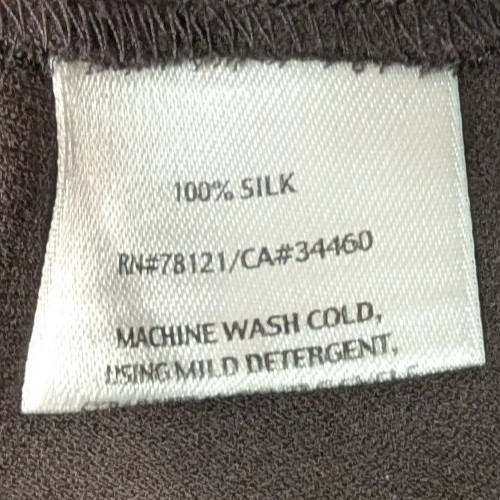 100% SILK
RN#78121/CA#34460
MACHINE WASH COLD,
USING MILD DETERGENT,